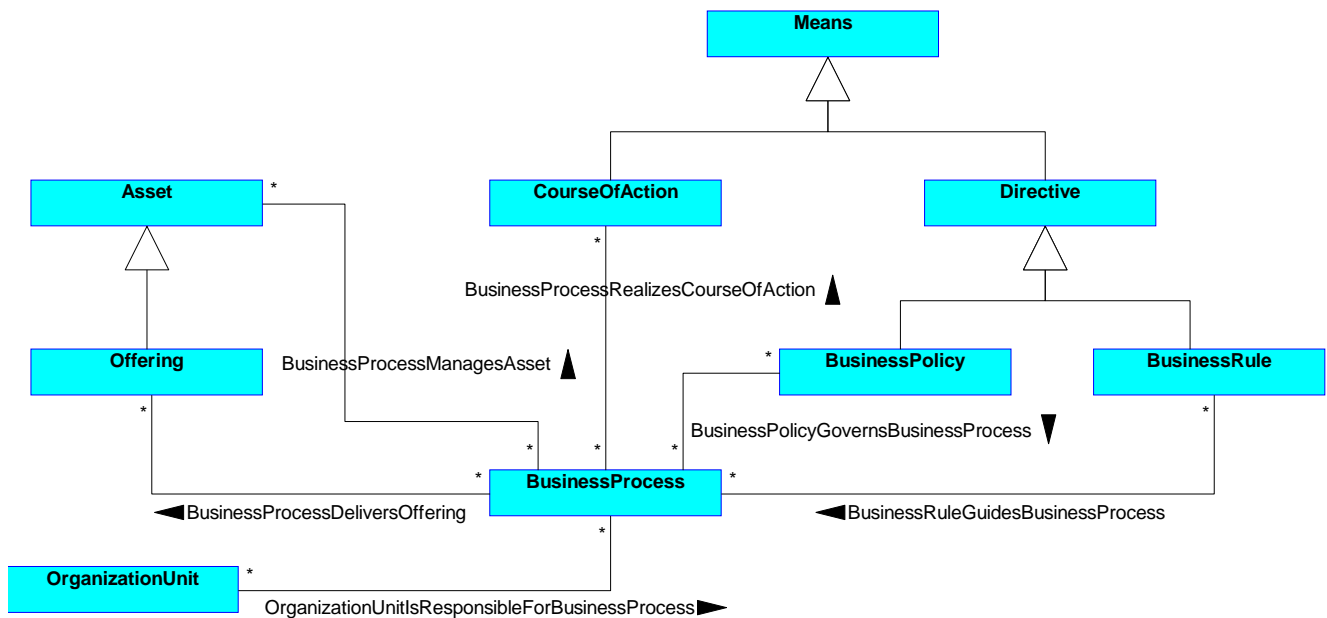 Means
Asset
*
CourseOfAction
Directive
*
BusinessProcessRealizesCourseOfAction
Offering
BusinessProcessManagesAsset
*
BusinessPolicy
BusinessRule
*
*
BusinessPolicyGovernsBusinessProcess
*
*
*
*
*
*
BusinessProcess
BusinessProcessDeliversOffering
BusinessRuleGuidesBusinessProcess
*
OrganizationUnit
*
OrganizationUnitIsResponsibleForBusinessProcess